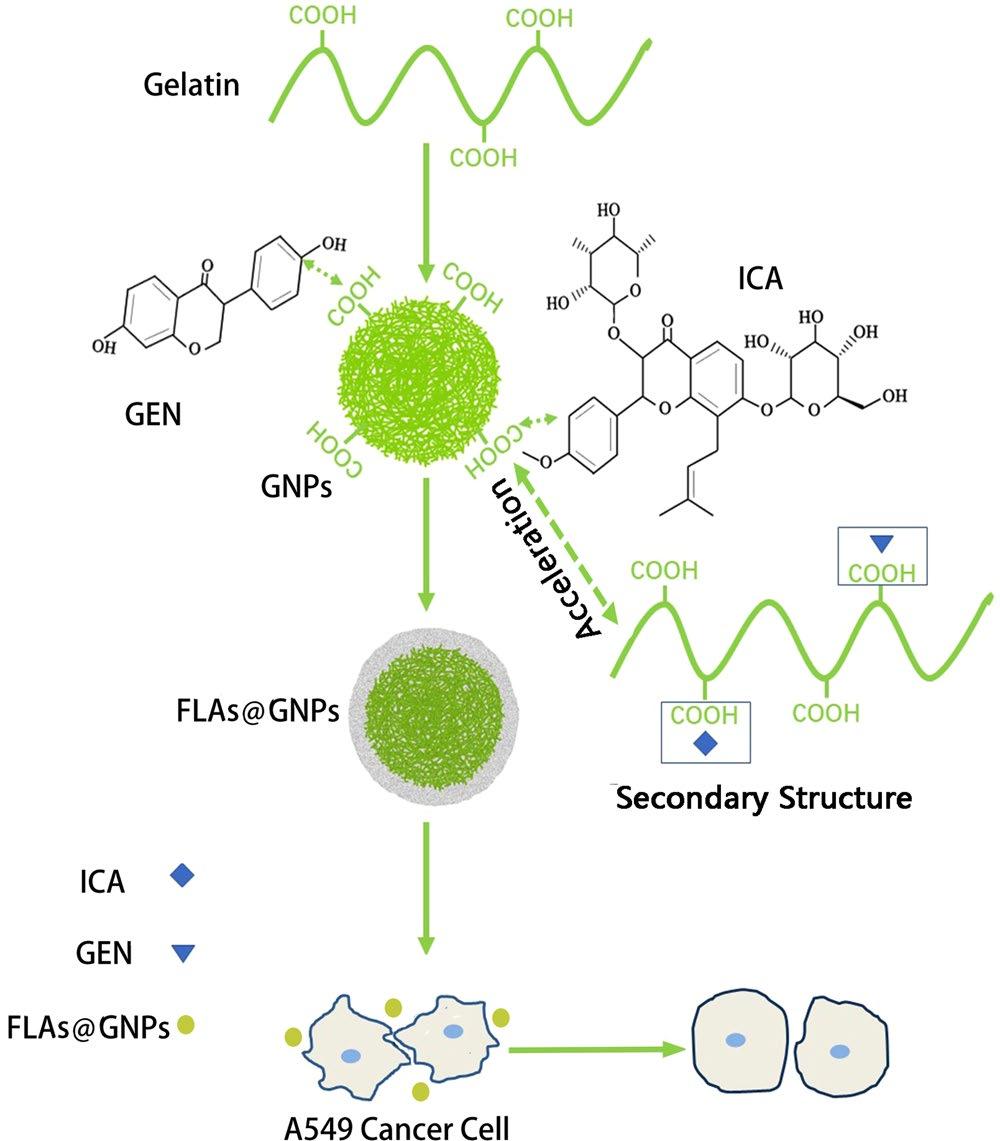 COOH
COOH
Gelatin
COOH
HO
OH
O
COOH
COOH
ICA
HO
O
O
O
HO
OH
HO
OH
O
GEN
O
O
O
OH
COOH
COOH
O
GNPs
Acceleration
COOH
COOH
FLAs@GNPs
COOH
COOH
Secondary Structure
ICA
GEN
FLAs@GNPs
A549 Cancer Cell